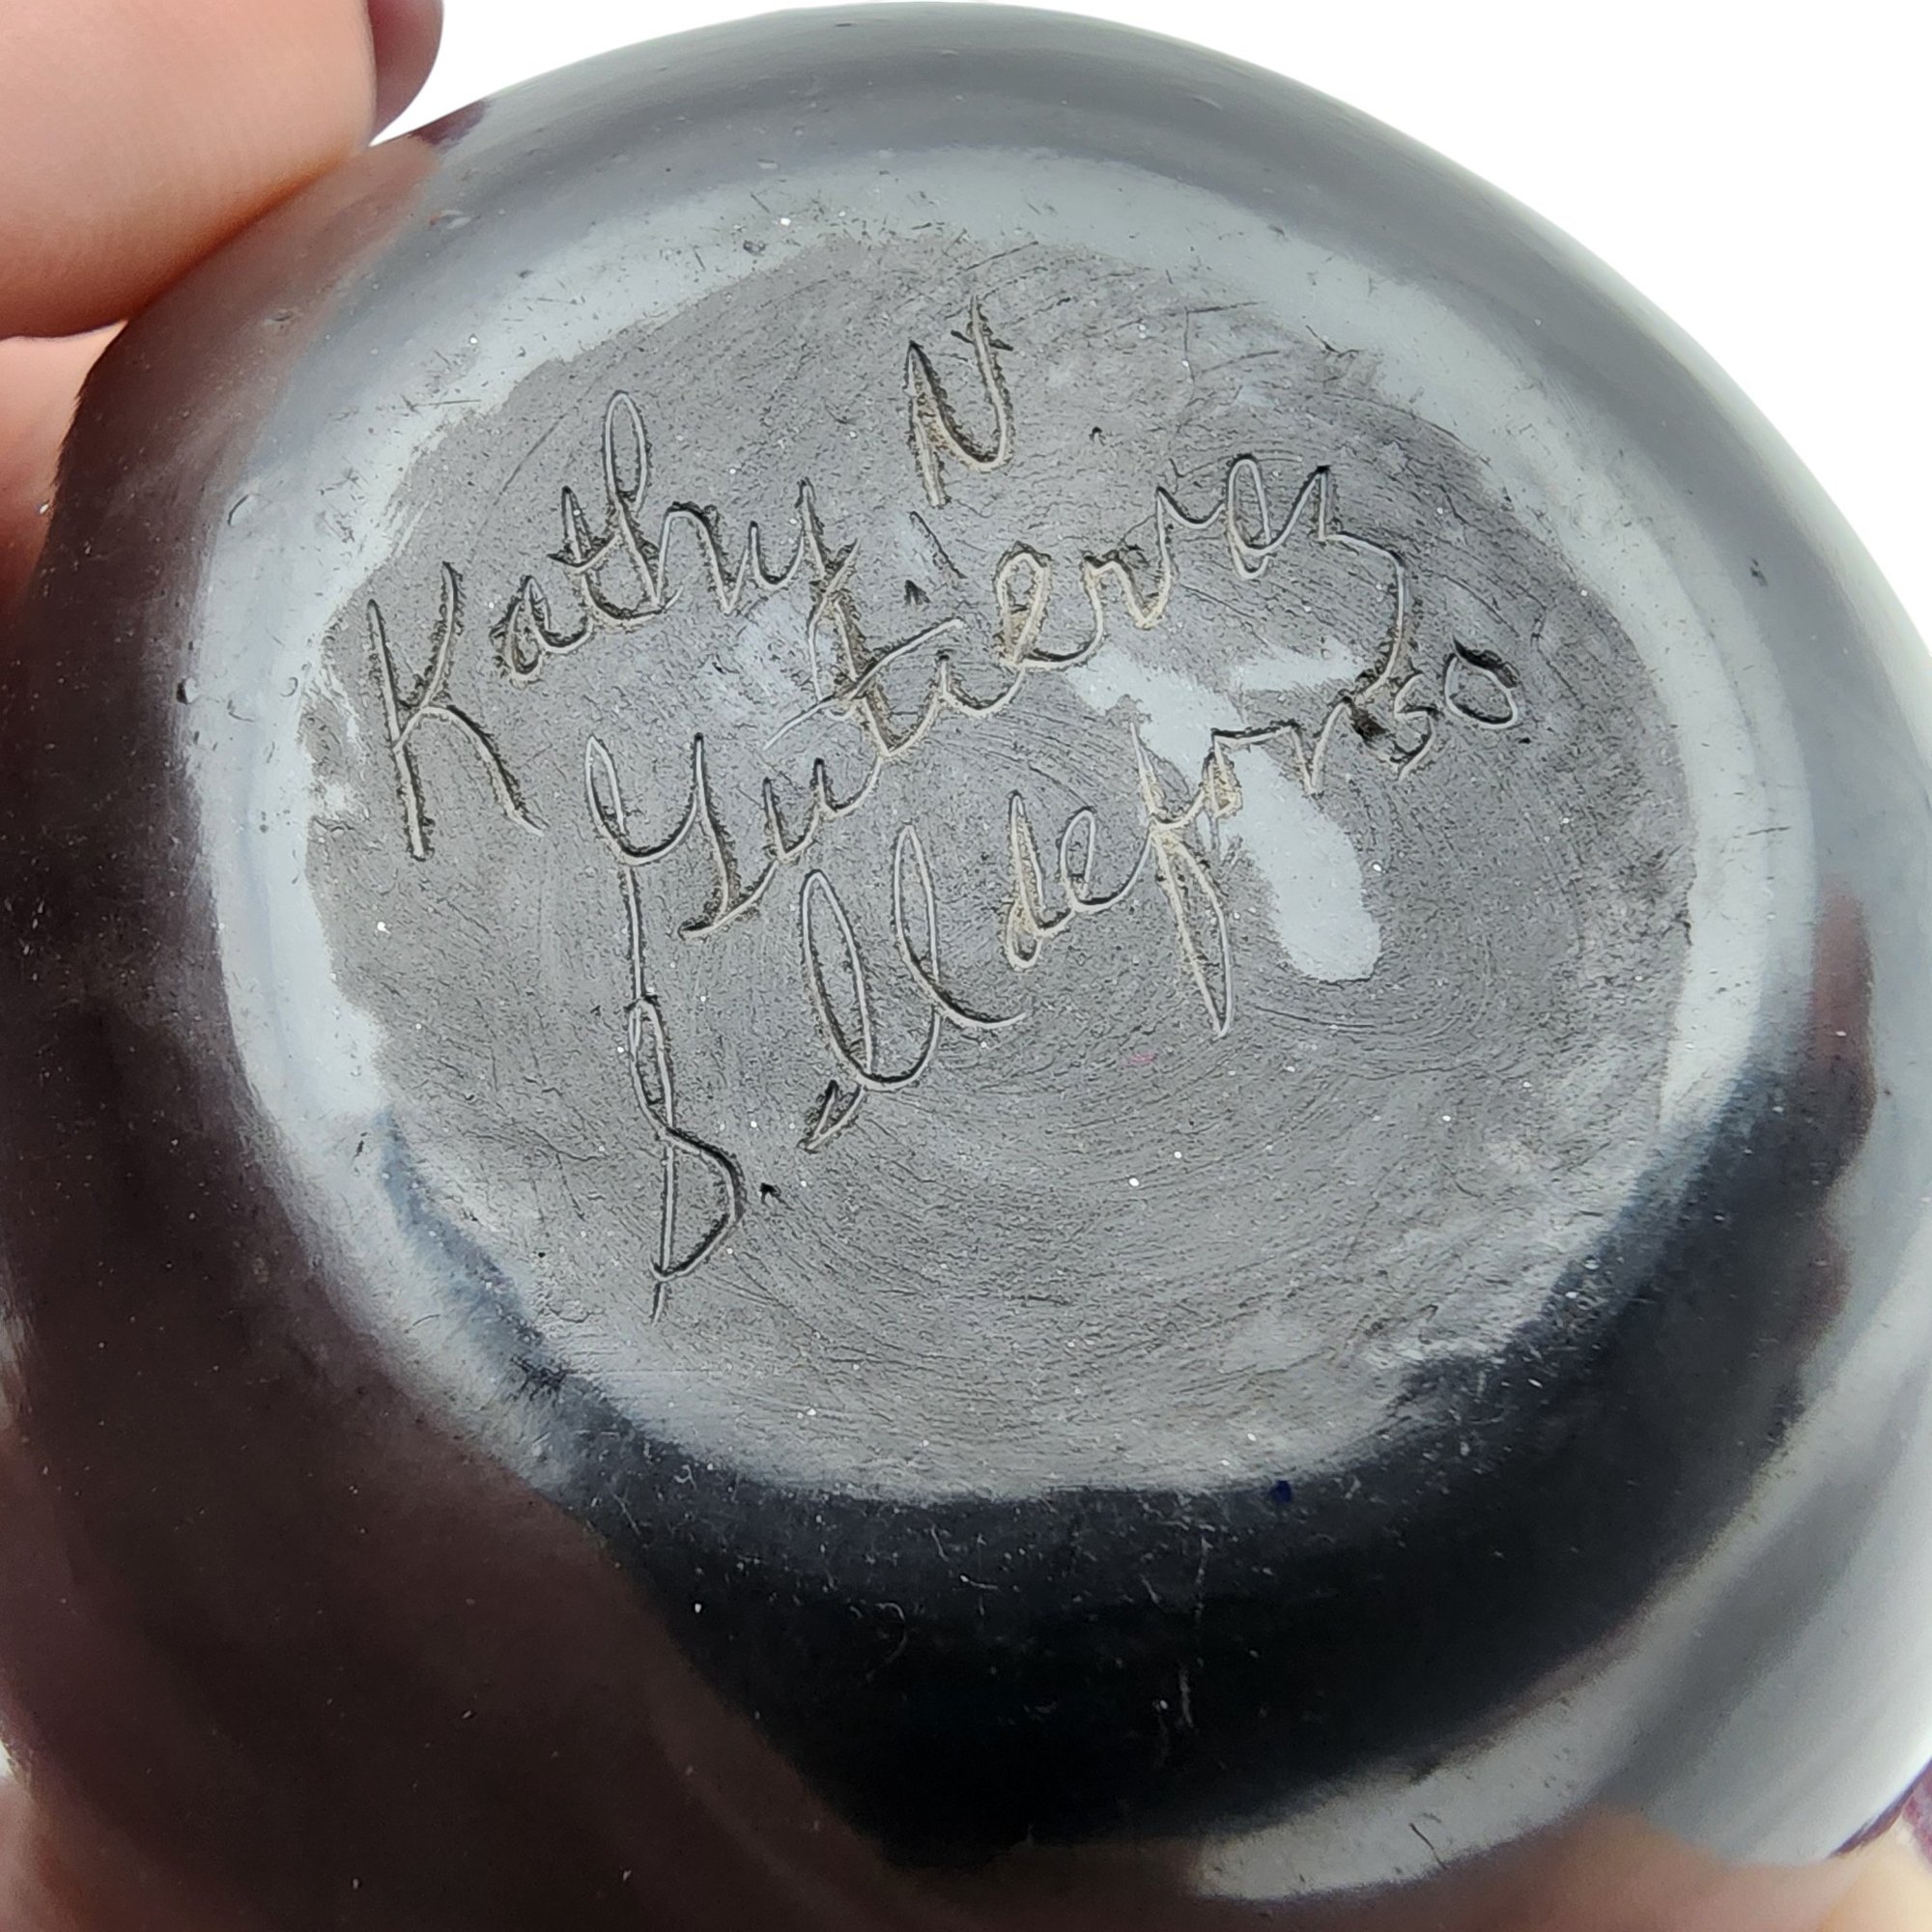 Kathy N
Gutierrez
S. Ildefonso